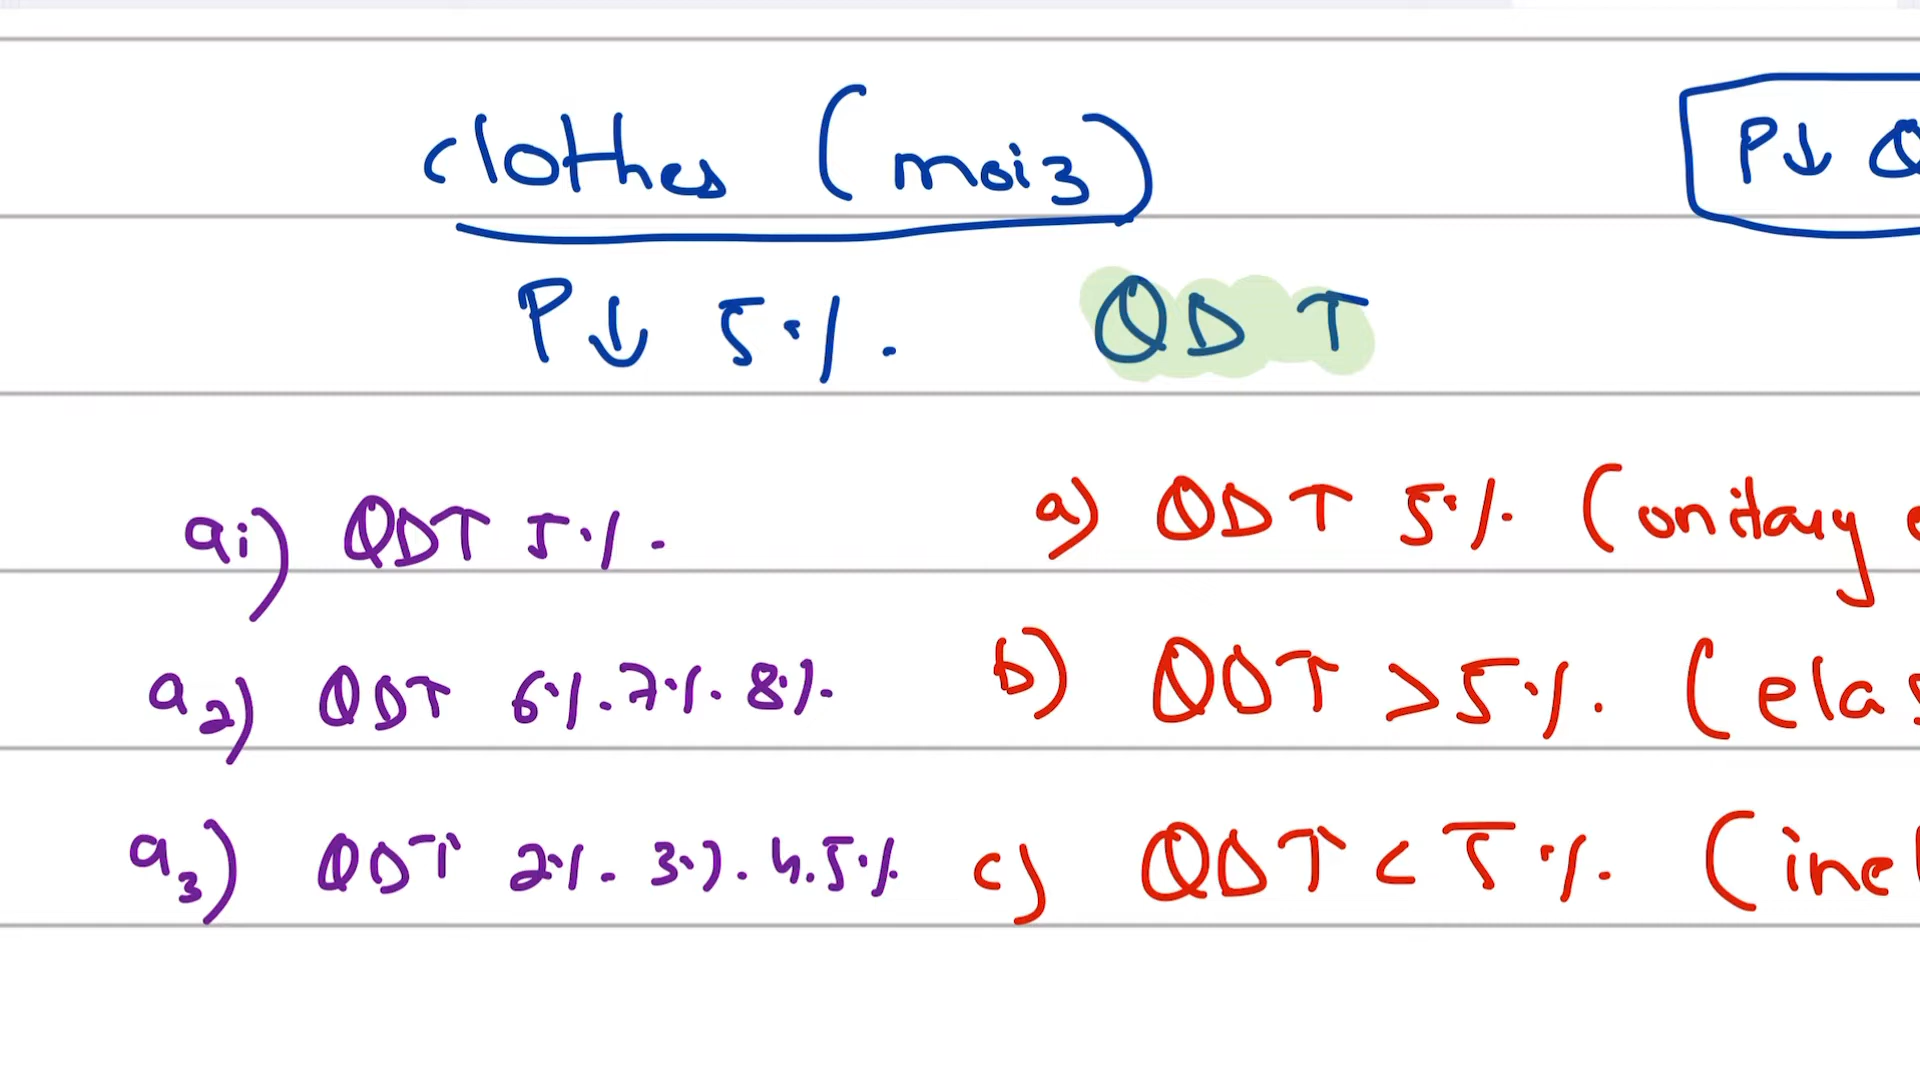 clothes (moiz)
P↓ Q
P↓ 5%. QD↑
a1) QD↑ 5%.
a) QD↑ 5%. (unitary e
a2) QD↑ 6%. 7%. 8%.
b) QD↑ >5%. (elas
a3) QD↑ 2%. 3%. 4.5%.
c) QD↑ < 5%. (inel